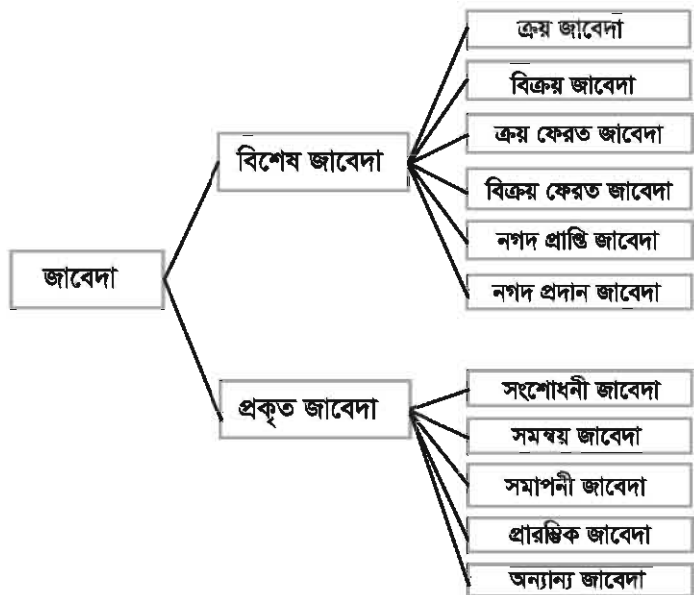 ক্রয় জাবেদা
বিক্রয় জাবেদা
ক্রয় ফেরত জাবেদা
বিশেষ জাবেদা
বিক্রয় ফেরত জাবেদা
নগদ প্রাপ্তি জাবেদা
জাবেদা
নগদ প্রদান জাবেদা
সংশোধনী জাবেদা
প্রকৃত জাবেদা
সমন্বয় জাবেদা
সমাপনী জাবেদা
প্রারম্ভিক জাবেদা
অন্যান্য জাবেদা